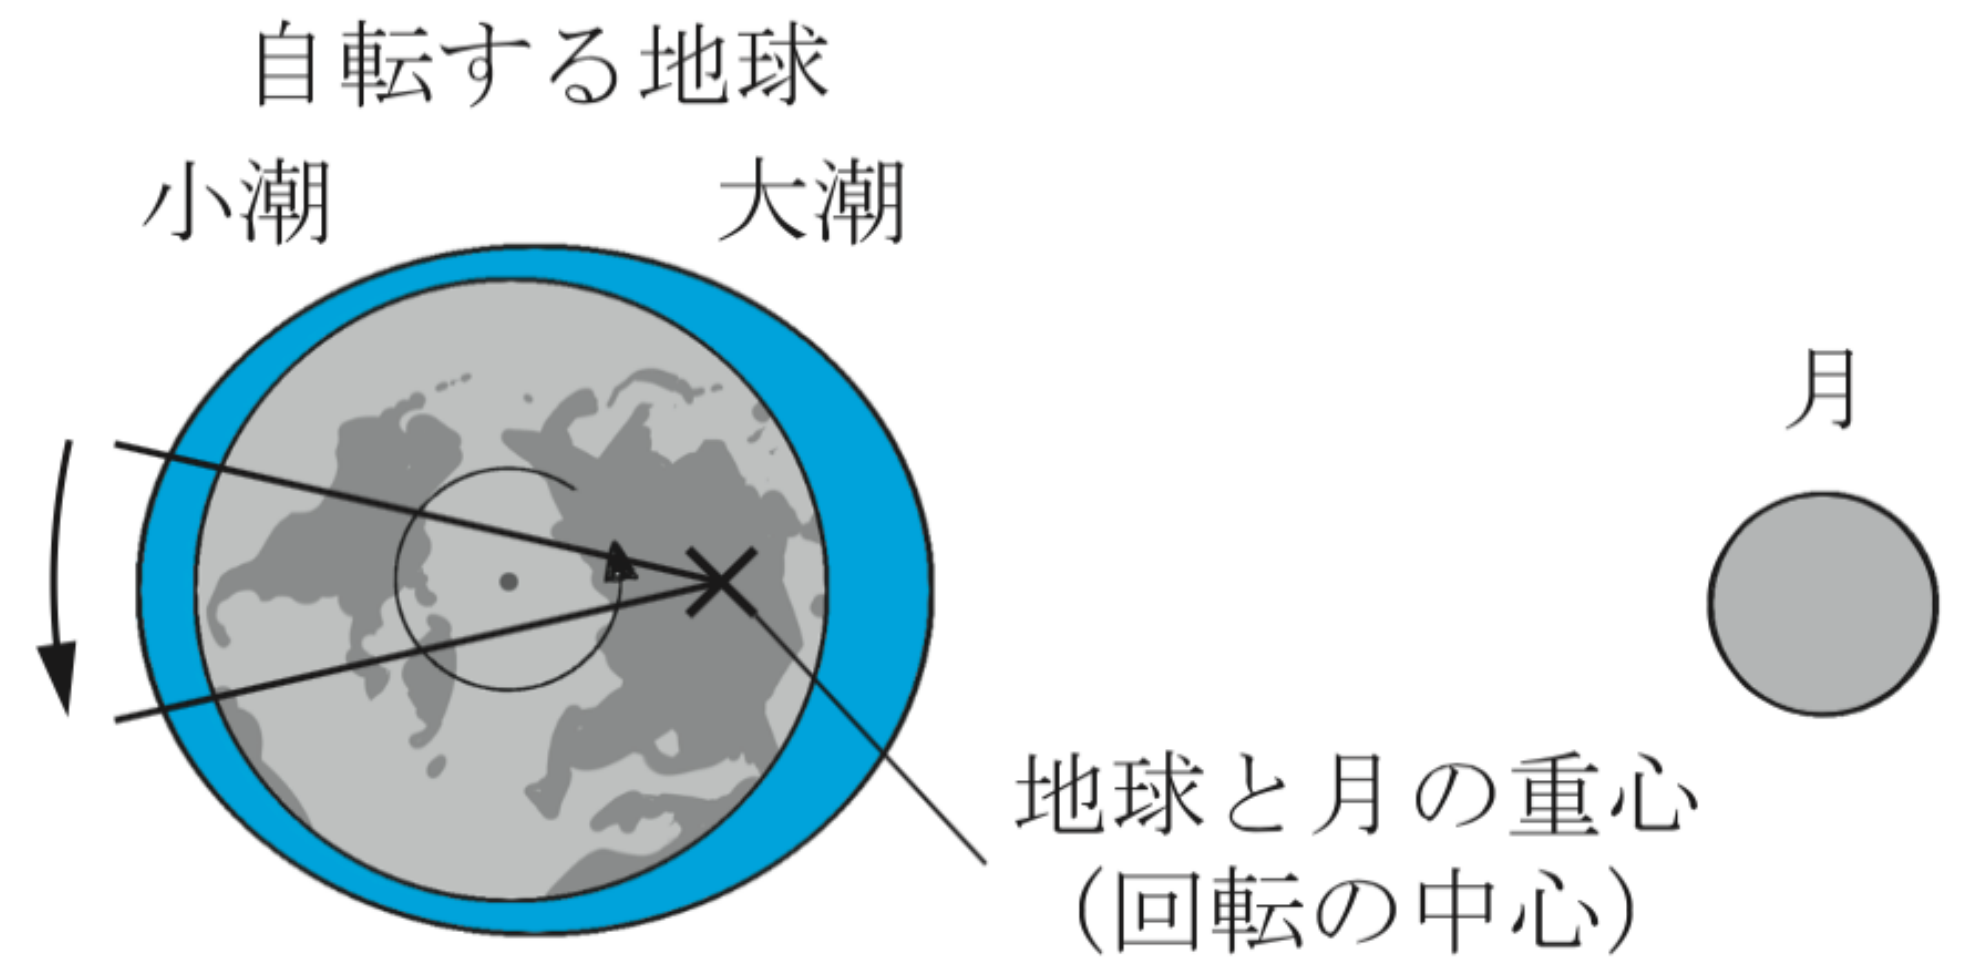 自転する地球
小潮
大潮
月
地球と月の重心
(回転の中心)